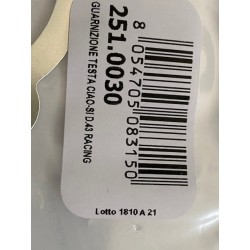 251.0030
GUARNIZIONE TESTA CIAO-SI D.43 RACING
8 054705 083150
Lotto 1810 A 21